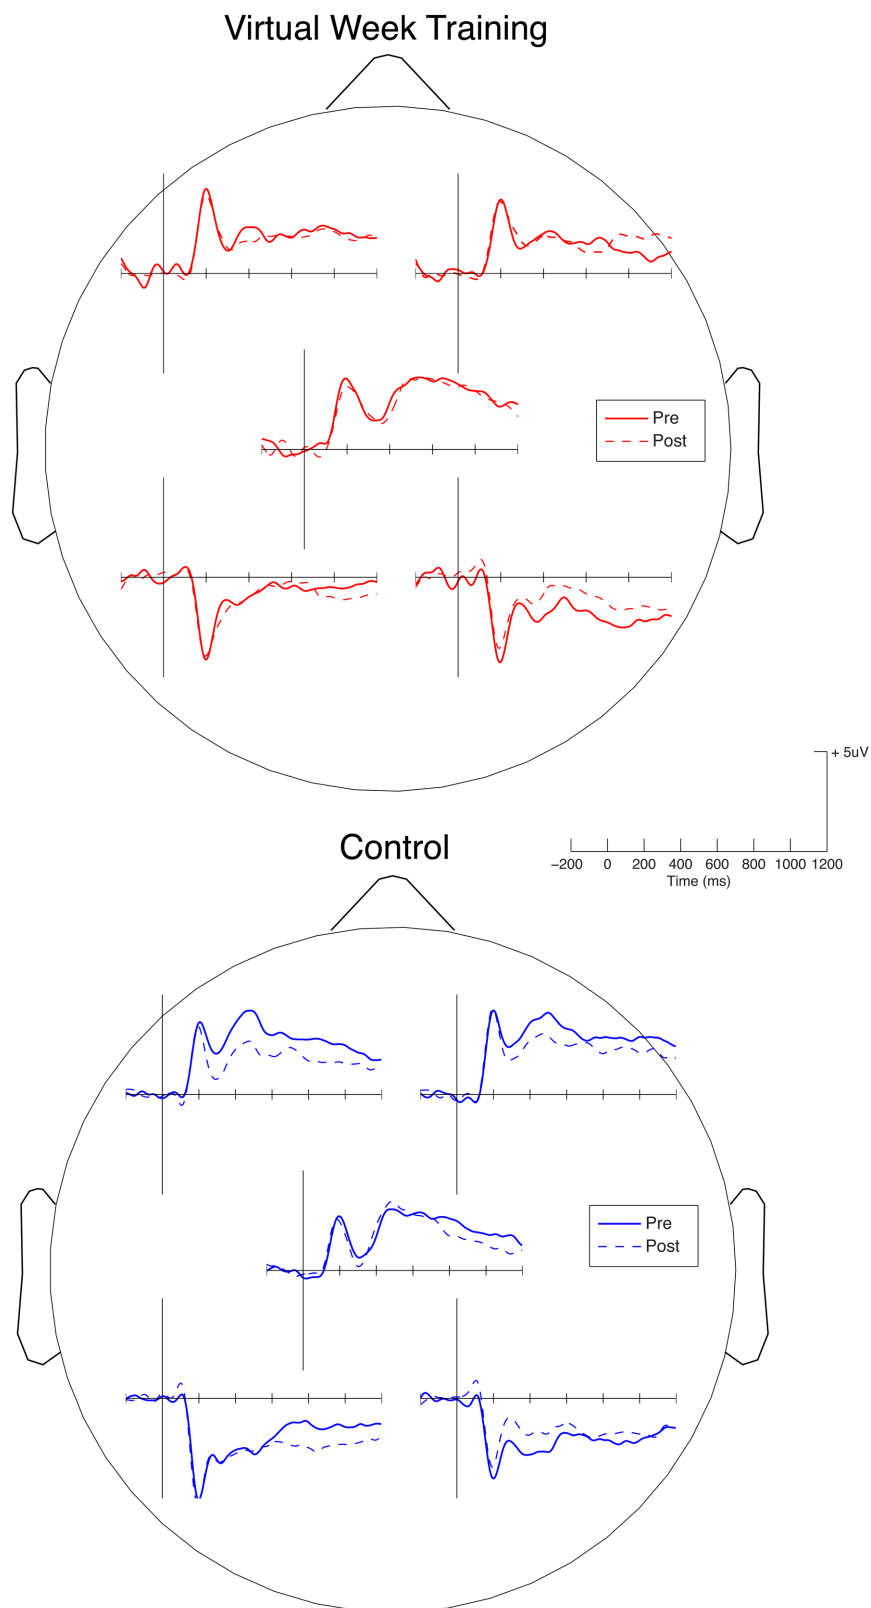 Virtual Week Training
Pre
Post
+ 5uV
Control
−200 0 200 400 600 800 1000 1200
Time (ms)
Pre
Post